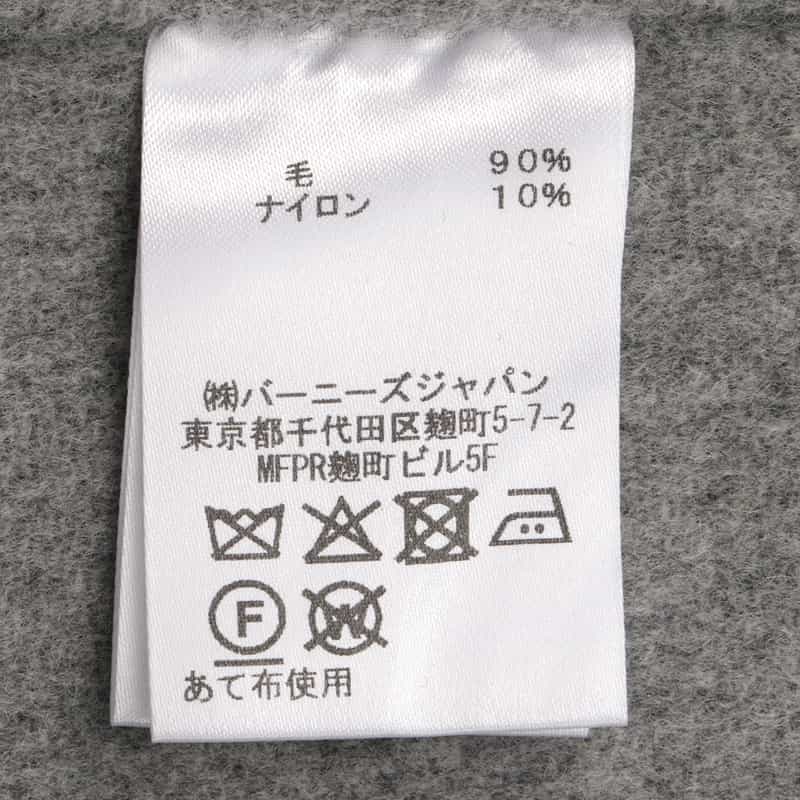 毛 90%
ナイロン 10%
㈱バーニーズジャパン
東京都千代田区麹町5-7-2
MFPR麹町ビル5F
F W
あて布使用